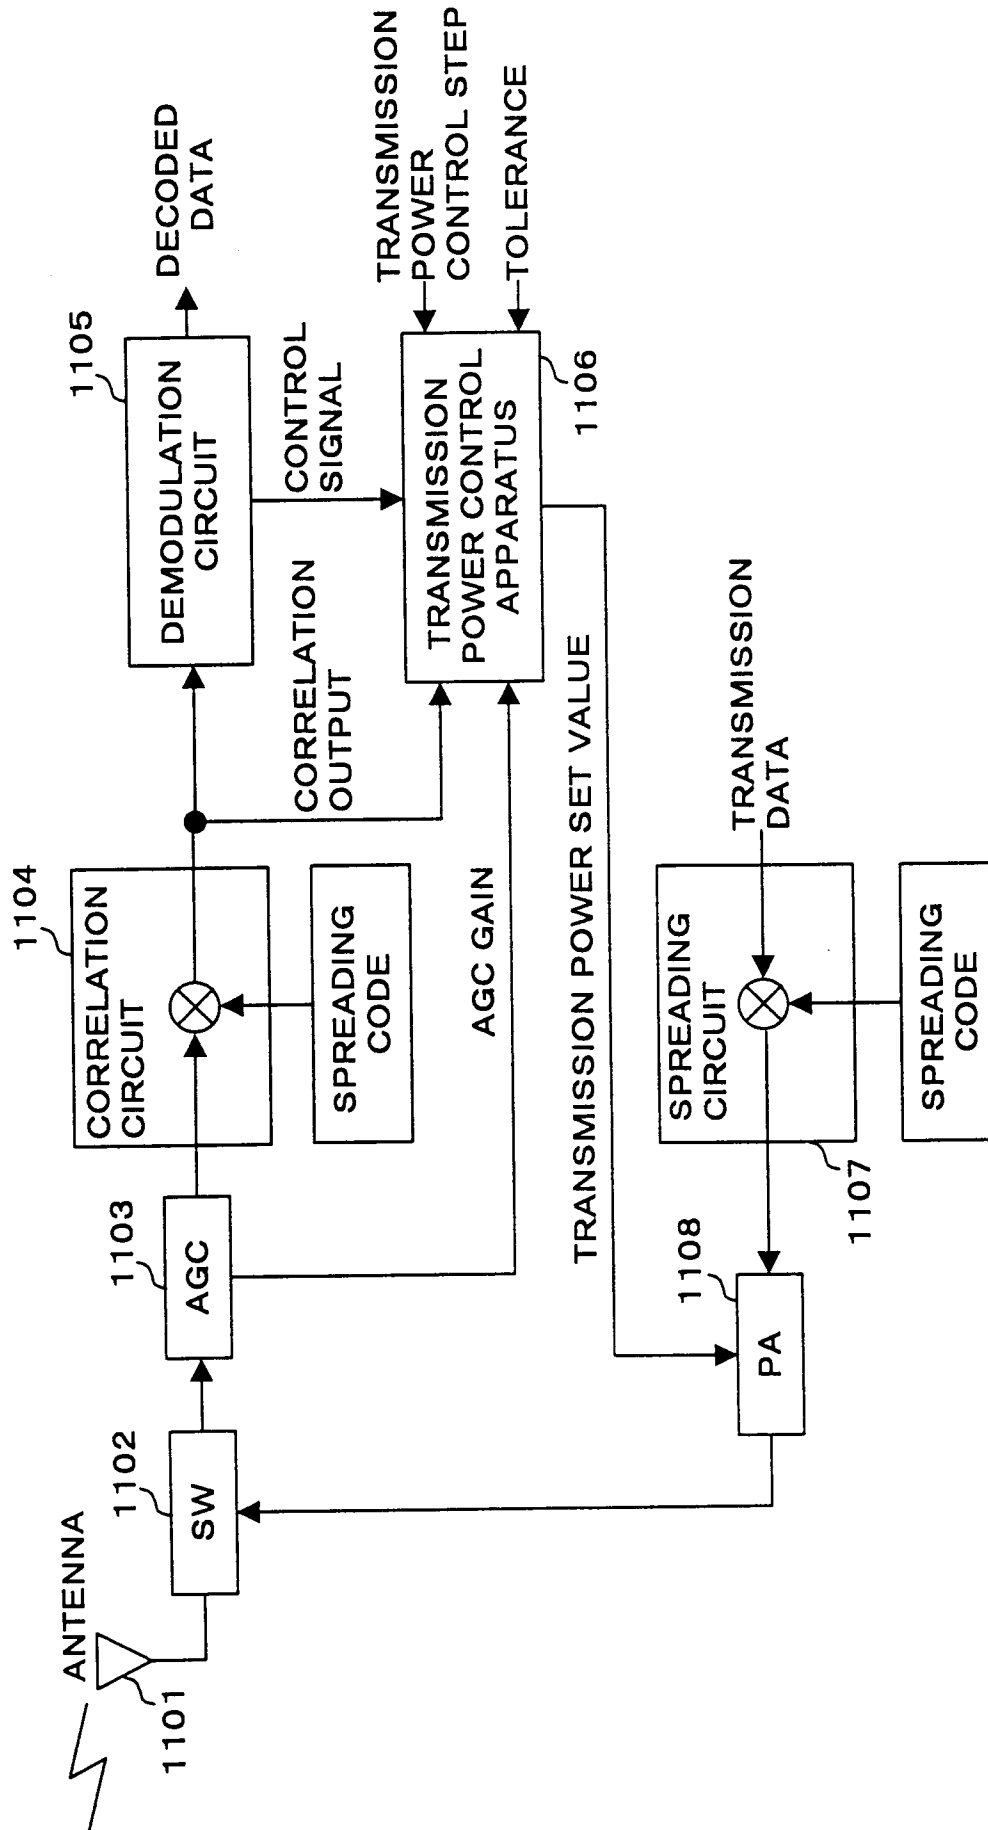 ANTENNA
1101
1102
SW
1103
AGC
1104
CORRELATION
CIRCUIT
SPREADING
CODE
CORRELATION
OUTPUT
1105
DEMODULATION
CIRCUIT
DECODED
DATA
CONTROL
SIGNAL
TRANSMISSION
POWER
CONTROL STEP
TOLERANCE
TRANSMISSION
POWER CONTROL
APPARATUS
1106
AGC GAIN
TRANSMISSION POWER SET VALUE
1108
PA
SPREADING
CIRCUIT
1107
TRANSMISSION
DATA
SPREADING
CODE